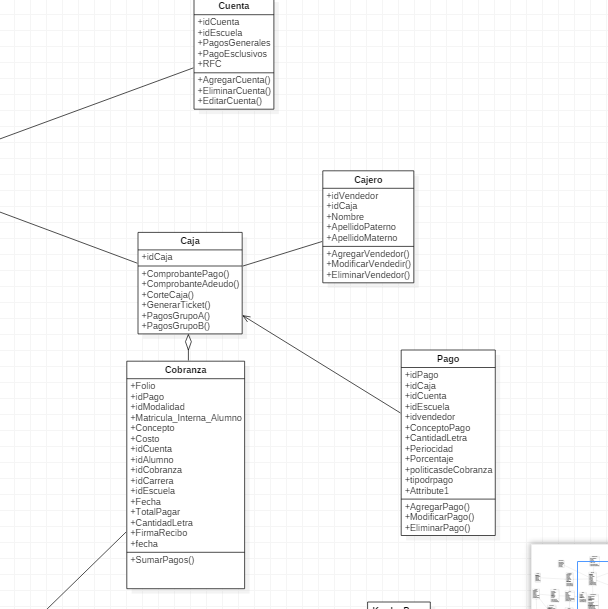 Cuenta
+idCuenta
+idEscuela
+PagosGenerales
+PagoEsclusivos
+RFC
+AgregarCuenta()
+EliminarCuenta()
+EditarCuenta()
Cajero
+idVendedor
+idCaja
+Nombre
+ApellidoPaterno
+ApellidoMaterno
+AgregarVendedor()
+ModificarVendedir()
+EliminarVendedor()
Caja
+idCaja
+ComprobantePago()
+ComprobanteAdeudo()
+CorteCaja()
+GenerarTicket()
+PagosGrupoA()
+PagosGrupoB()
Cobranza
+Folio
+idPago
+idModalidad
+Matricula_Interna_Alumno
+Concepto
+Costo
+idCuenta
+idAlumno
+idCobranza
+idCarrera
+idEscuela
+Fecha
+TotalPagar
+CantidadLetra
+FirmaRecibo
+fecha
+SumarPagos()
Pago
+idPago
+idCaja
+idCuenta
+idEscuela
+idvendedor
+ConceptoPago
+CantidadLetra
+Periocidad
+Porcentaje
+politicasdeCobranza
+tipodrpago
+Attribute1
+AgregarPago()
+ModificarPago()
+EliminarPago()